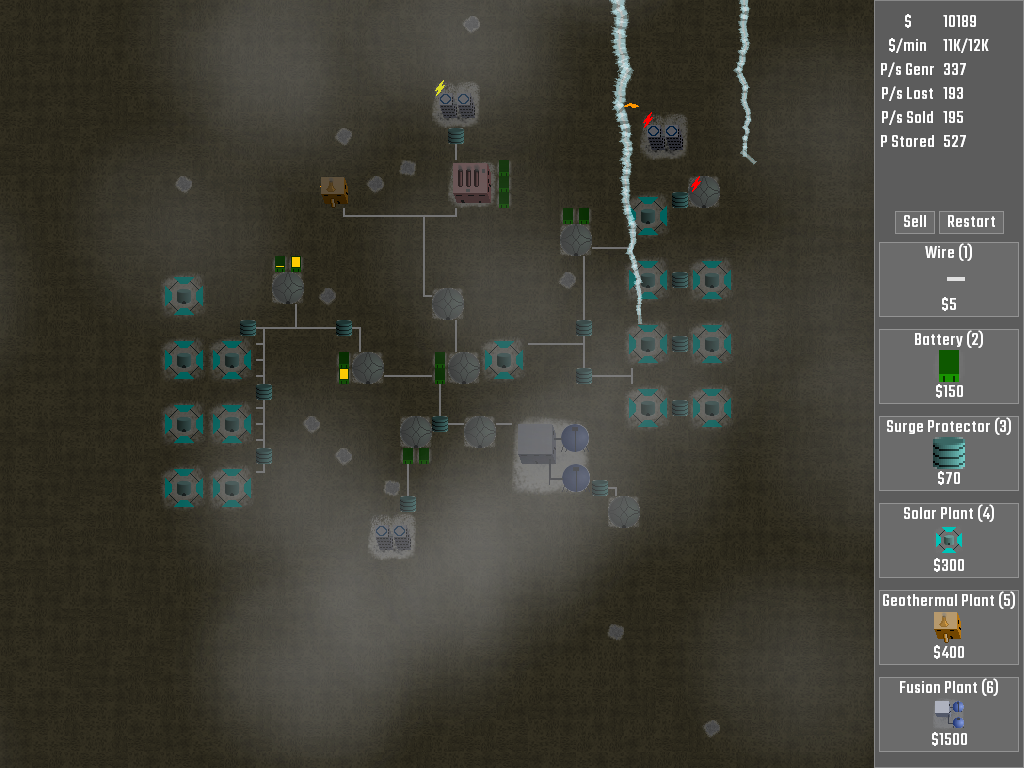 $ 10189
$/min 11K/12K
P/s Genr 337
P/s Lost 193
P/s Sold 195
P Stored 527
Sell Restart
Wire (1)
$5
Battery (2)
$150
Surge Protector (3)
$70
Solar Plant (4)
$300
Geothermal Plant (5)
$400
Fusion Plant (6)
$1500